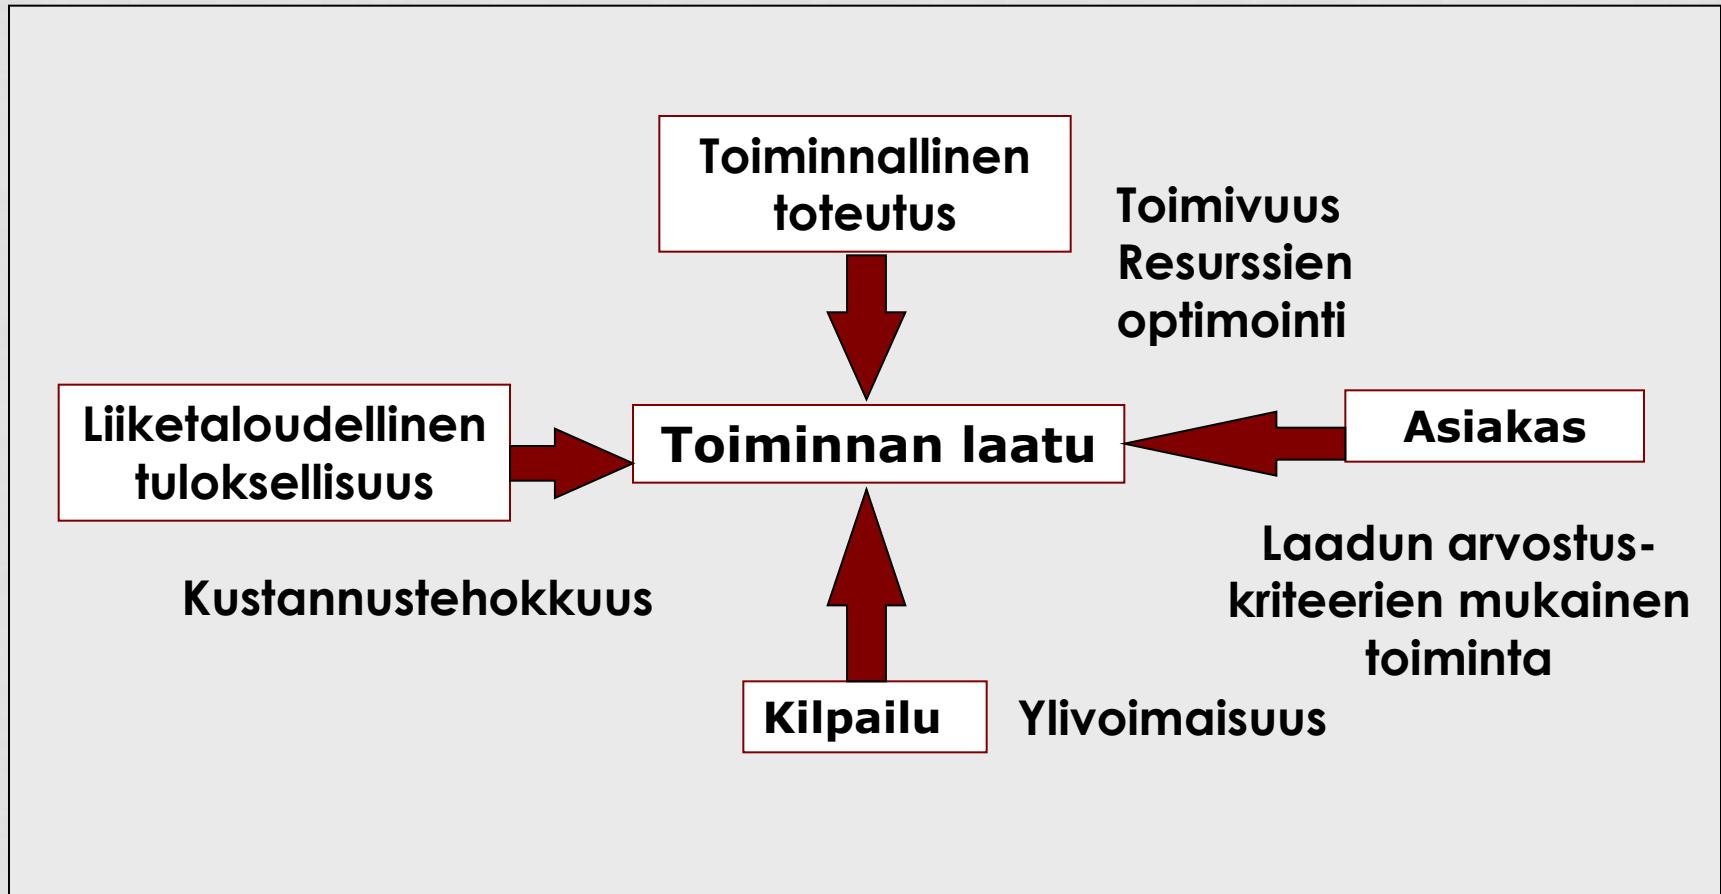 Toiminnallinen
toteutus
Toimivuus
Resurssien
optimointi
Liiketaloudellinen
tuloksellisuus
Toiminnan laatu
Asiakas
Kustannustehokkuus
Laadun arvostus-
kriteerien mukainen
toiminta
Kilpailu
Ylivoimaisuus